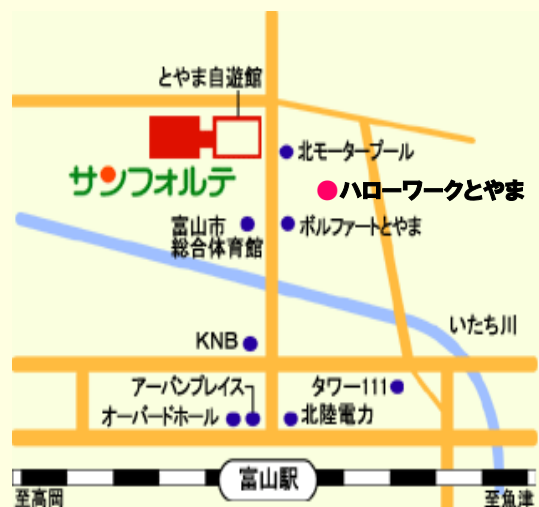 とやま自遊館
北モータープール
サンフォルテ
ハローワークとやま
富山市
総合体育館
ボルファートとやま
いたち川
KNB
アーバンプレイス
タワー111
オーバードホール
北陸電力
富山駅
至高岡
至魚津